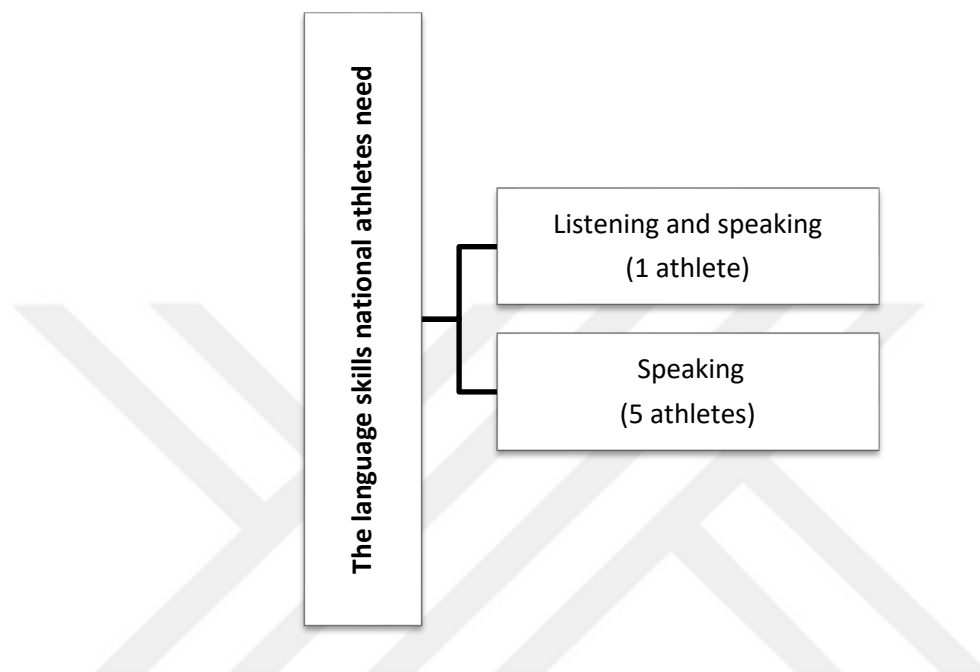 The language skills national athletes need
Listening and speaking
(1 athlete)
Speaking
(5 athletes)